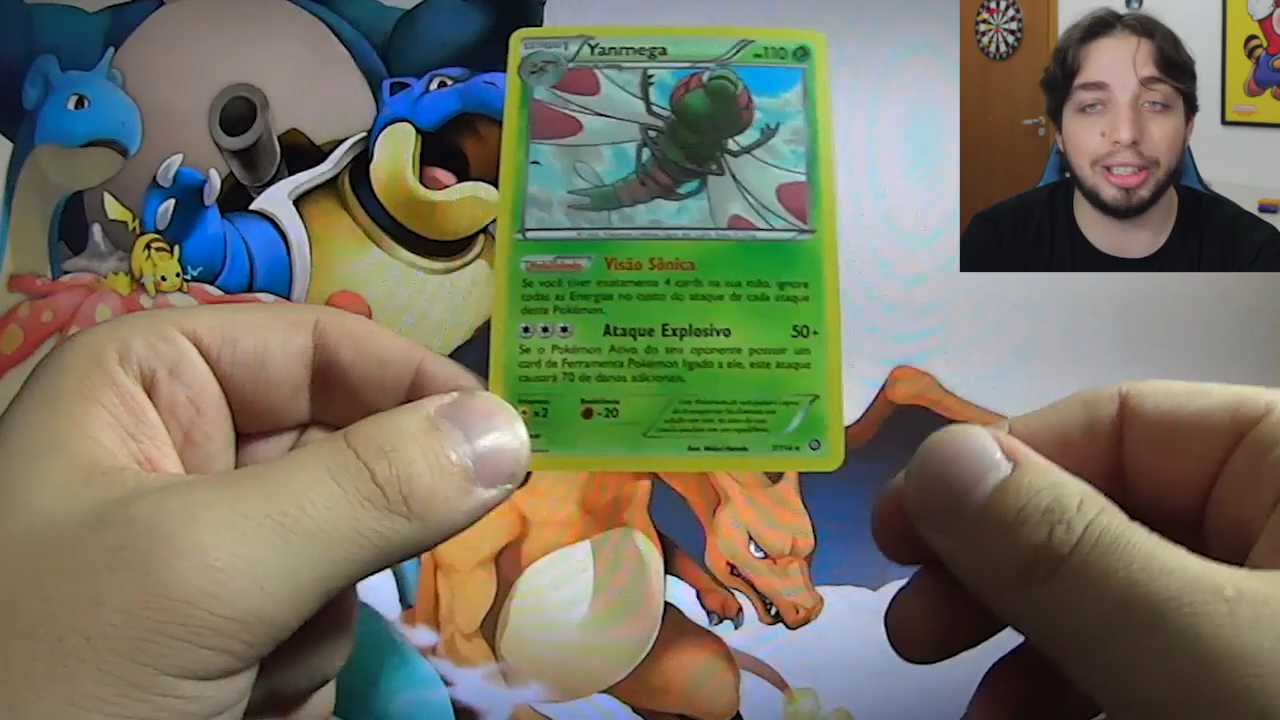 Yanmega
110
Visão Sônica
Se você tiver exatamente 4 cards na sua mão, ignore
todas as Energias no custo do ataque de cada ataque
deste Pokémon.
Ataque Explosivo 50+
Se o Pokémon Ativo do seu oponente possuir um
card de Ferramenta Pokémon ligado a ele, este ataque
causará 70 de danos adicionais.
x2 -20